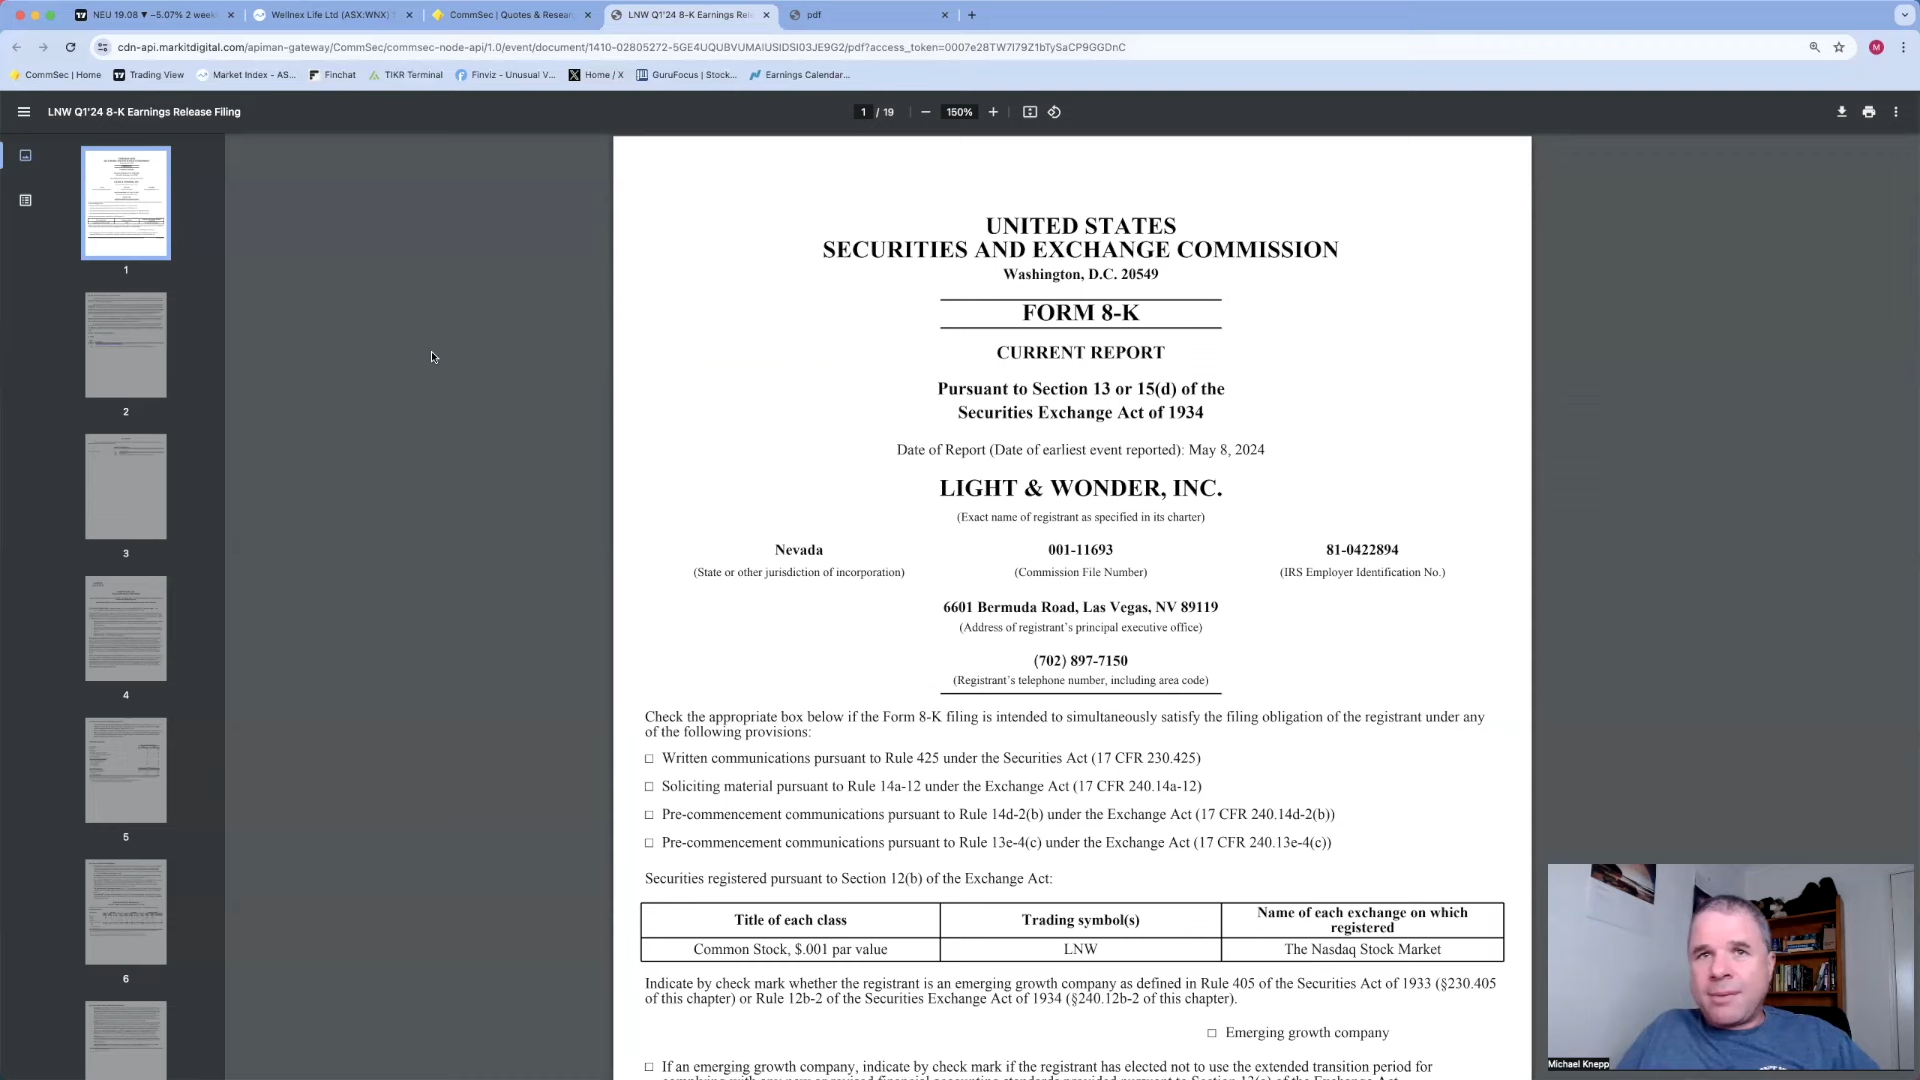 NEU 19.08 ▼ −5.07% 2 week
Wellnex Life Ltd (ASX:WNX)
CommSec | Quotes & Resear
LNW Q1'24 8-K Earnings Rele
pdf
cdn-api.markitdigital.com/apiman-gateway/CommSec/commsec-node-api/1.0/event/document/1410-02805272-5GE4UQUBVUMAIUSIDSI03JE9G2/pdf?access_token=0007e28TW7I79Z1bTySaCP9GGDnC
M
CommSec | Home
Trading View
Market Index - AS...
Finchat
TIKR Terminal
Finviz - Unusual V...
Home / X
GuruFocus | Stock...
Earnings Calendar...
LNW Q1'24 8-K Earnings Release Filing
1 / 19
150%
1
2
3
4
5
6
UNITED STATES
SECURITIES AND EXCHANGE COMMISSION
Washington, D.C. 20549
FORM 8-K
CURRENT REPORT
Pursuant to Section 13 or 15(d) of the
Securities Exchange Act of 1934
Date of Report (Date of earliest event reported): May 8, 2024
LIGHT & WONDER, INC.
(Exact name of registrant as specified in its charter)
Nevada 001-11693 81-0422894
(State or other jurisdiction of incorporation) (Commission File Number) (IRS Employer Identification No.)
6601 Bermuda Road, Las Vegas, NV 89119
(Address of registrant's principal executive office)
(702) 897-7150
(Registrant's telephone number, including area code)
Check the appropriate box below if the Form 8-K filing is intended to simultaneously satisfy the filing obligation of the registrant under any
of the following provisions:
□ Written communications pursuant to Rule 425 under the Securities Act (17 CFR 230.425)
□ Soliciting material pursuant to Rule 14a-12 under the Exchange Act (17 CFR 240.14a-12)
□ Pre-commencement communications pursuant to Rule 14d-2(b) under the Exchange Act (17 CFR 240.14d-2(b))
□ Pre-commencement communications pursuant to Rule 13e-4(c) under the Exchange Act (17 CFR 240.13e-4(c))
Securities registered pursuant to Section 12(b) of the Exchange Act:
Title of each class Trading symbol(s) Name of each exchange on which
registered
Common Stock, $.001 par value LNW The Nasdaq Stock Market
Indicate by check mark whether the registrant is an emerging growth company as defined in Rule 405 of the Securities Act of 1933 (§230.405
of this chapter) or Rule 12b-2 of the Securities Exchange Act of 1934 (§240.12b-2 of this chapter).
□ Emerging growth company
□ If an emerging growth company, indicate by check mark if the registrant has elected not to use the extended transition period for
Michael Knepp